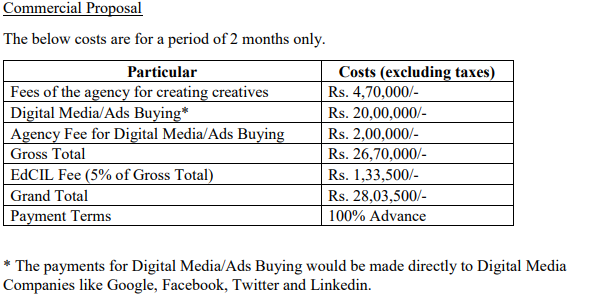 Commercial Proposal
The below costs are for a period of 2 months only.
Particular Costs (excluding taxes)
Fees of the agency for creating creatives Rs. 4,70,000/-
Digital Media/Ads Buying* Rs. 20,00,000/-
Agency Fee for Digital Media/Ads Buying Rs. 2,00,000/-
Gross Total Rs. 26,70,000/-
EdCIL Fee (5% of Gross Total) Rs. 1,33,500/-
Grand Total Rs. 28,03,500/-
Payment Terms 100% Advance
* The payments for Digital Media/Ads Buying would be made directly to Digital Media
Companies like Google, Facebook, Twitter and Linkedin.